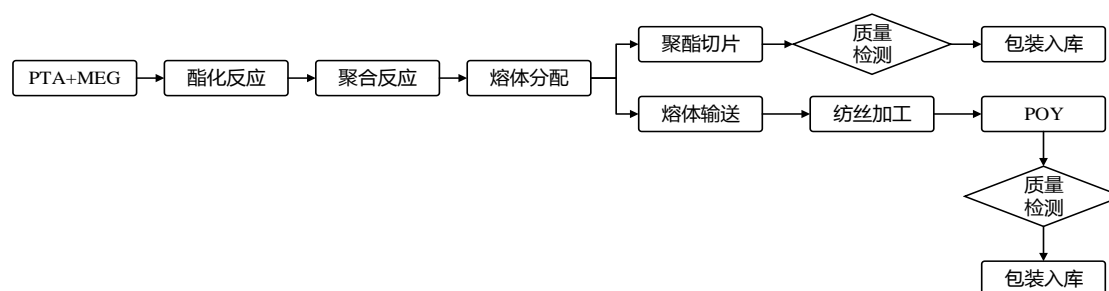 聚酯切片
质量
检测
包装入库
PTA+MEG
酯化反应
聚合反应
熔体分配
熔体输送
纺丝加工
POY
质量
检测
包装入库